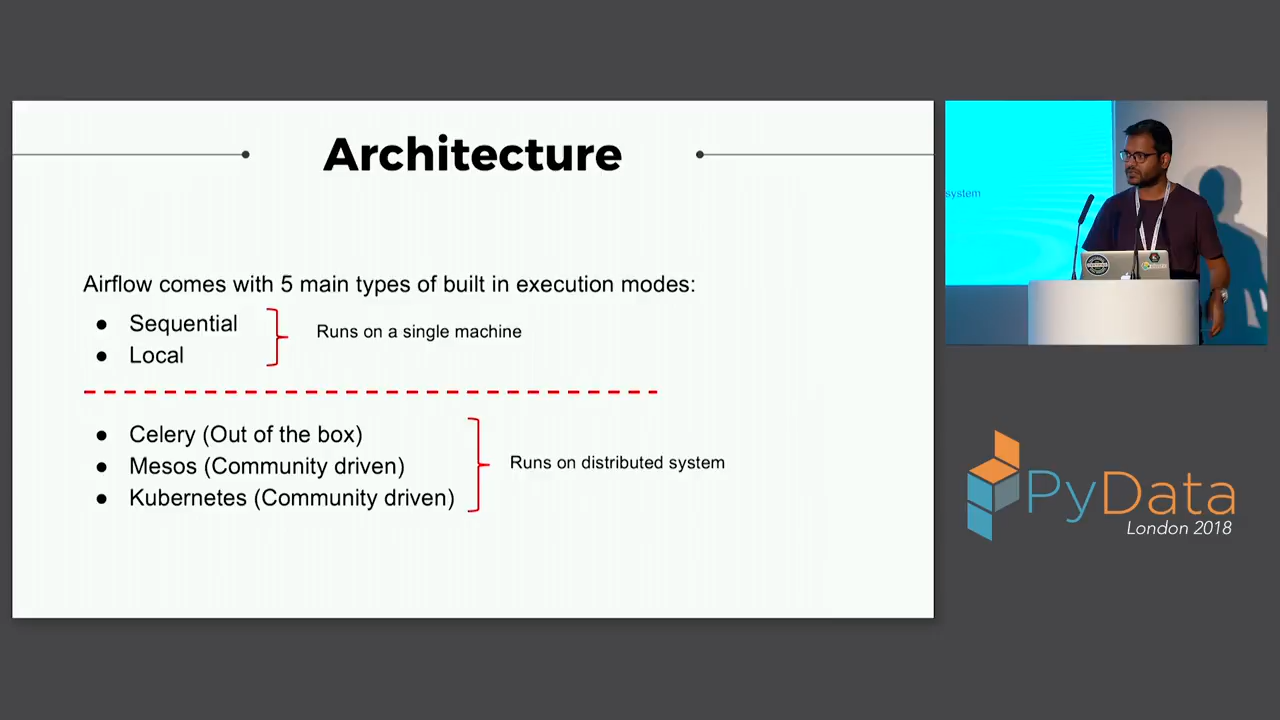 Architecture
Airflow comes with 5 main types of built in execution modes:
● Sequential
● Local
Runs on a single machine
● Celery (Out of the box)
● Mesos (Community driven)
● Kubernetes (Community driven)
Runs on distributed system
system
PyData
London 2018